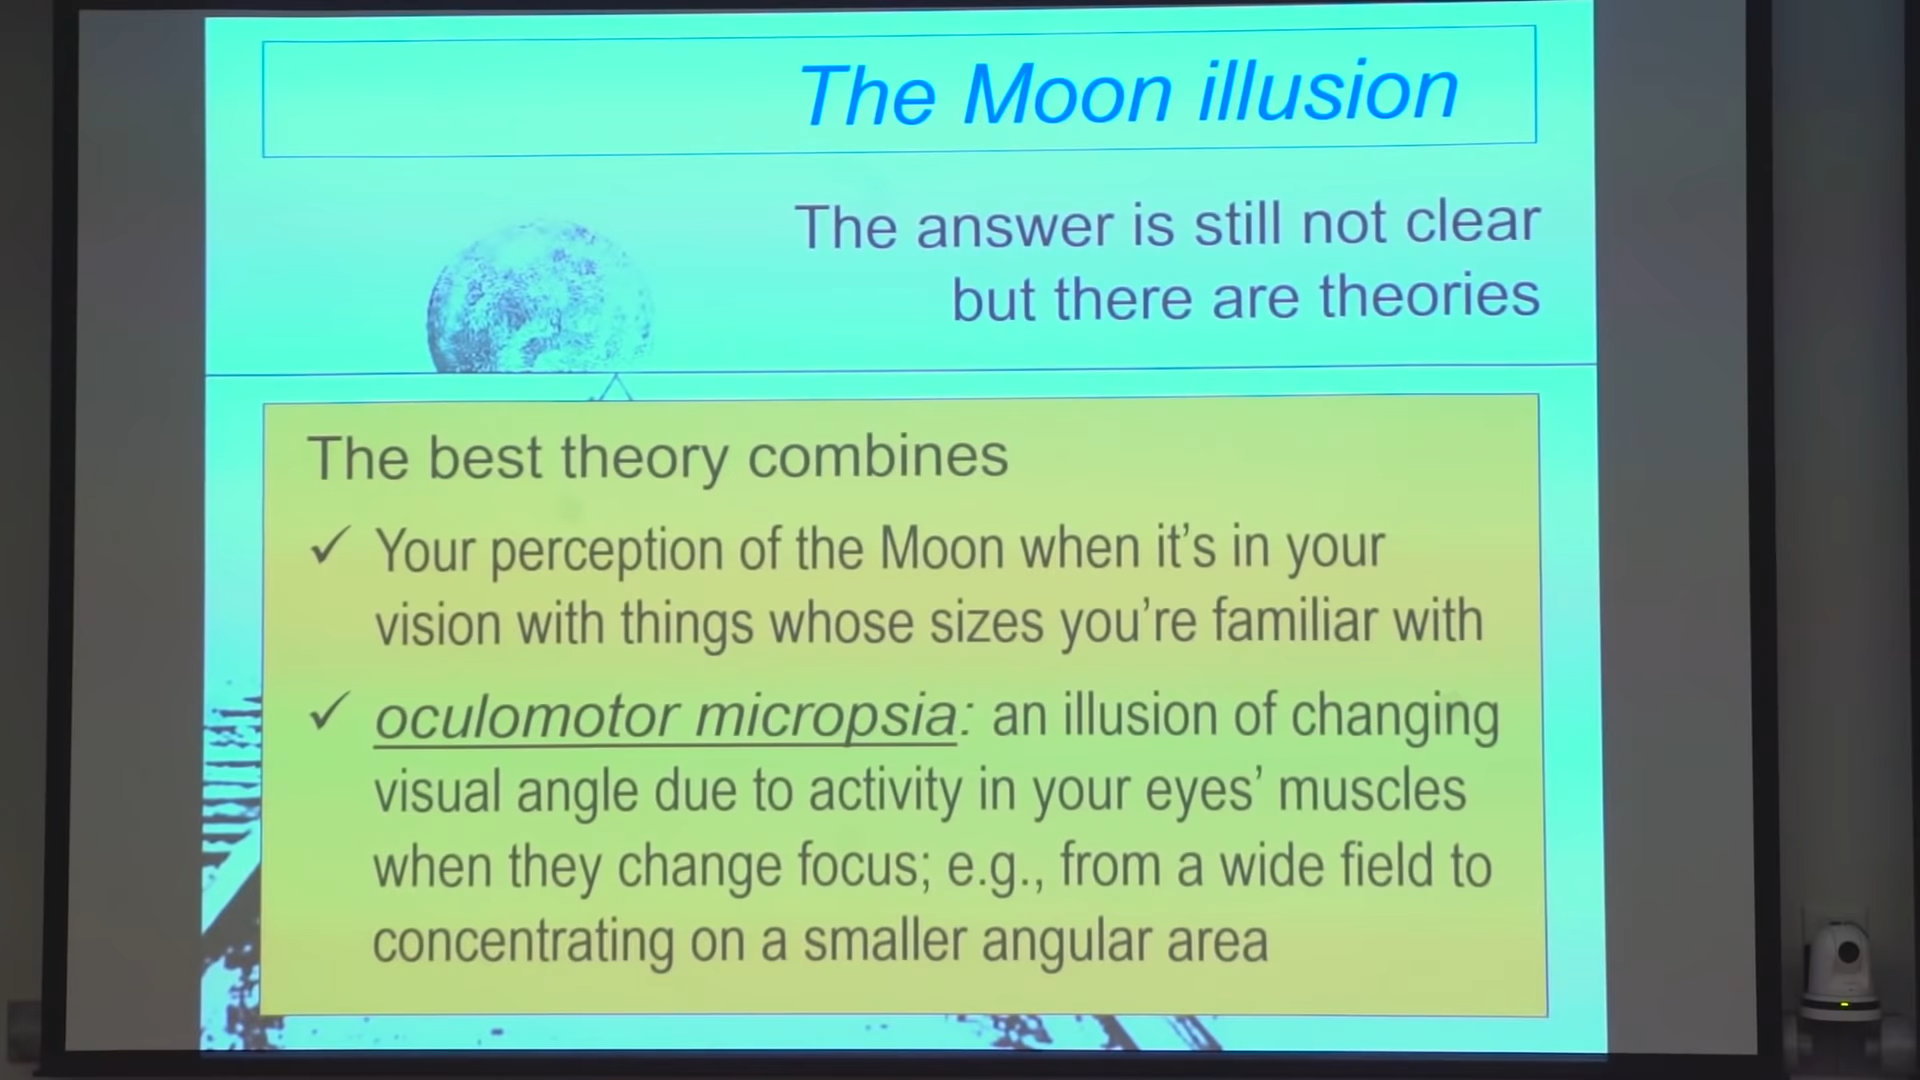 The Moon illusion
The answer is still not clear
but there are theories
The best theory combines
✓ Your perception of the Moon when it's in your
vision with things whose sizes you're familiar with
✓ oculomotor micropsia: an illusion of changing
visual angle due to activity in your eyes' muscles
when they change focus; e.g., from a wide field to
concentrating on a smaller angular area